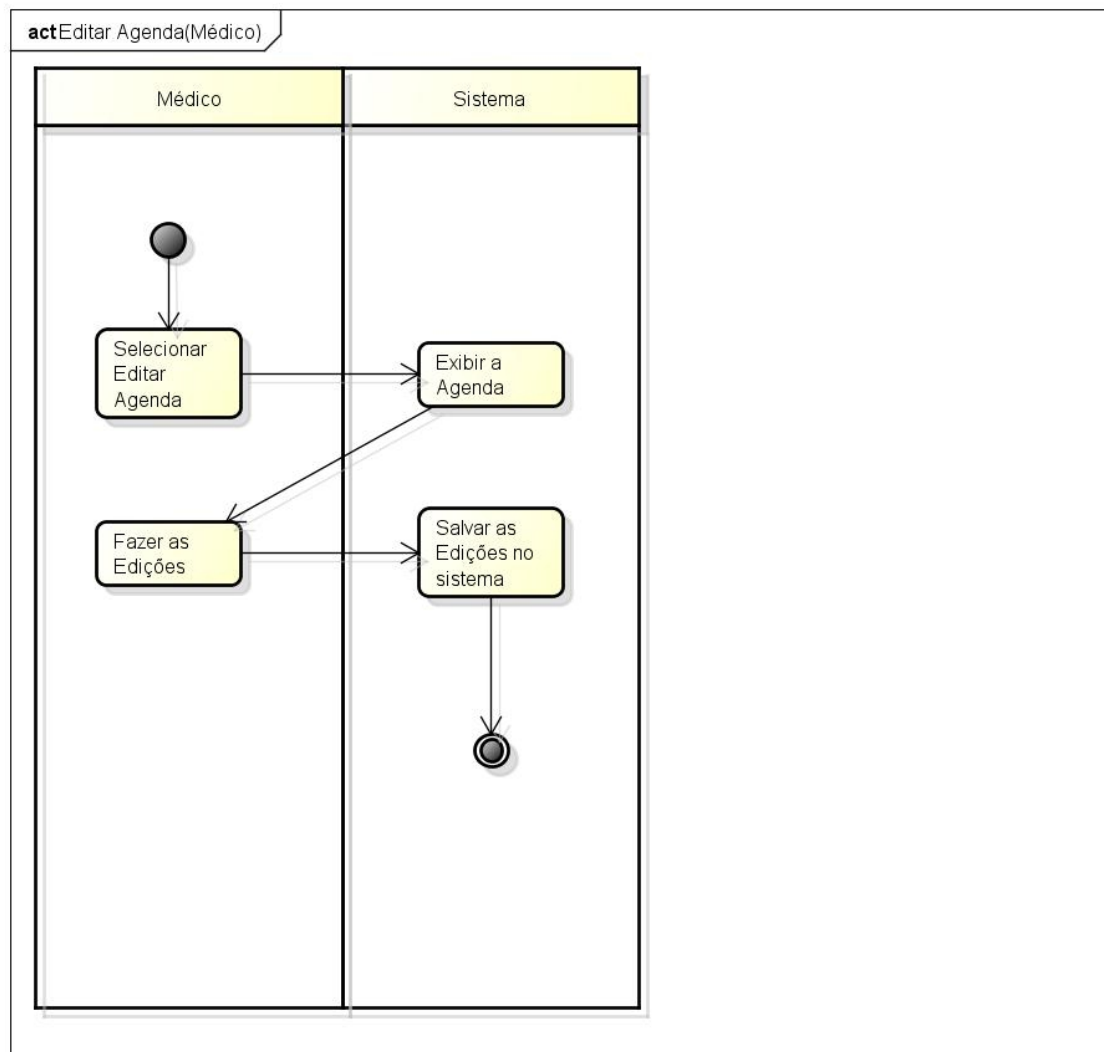 act Editar Agenda(Médico)
Médico
Sistema
Selecionar
Editar
Agenda
Exibir a
Agenda
Fazer as
Edições
Salvar as
Edições no
sistema